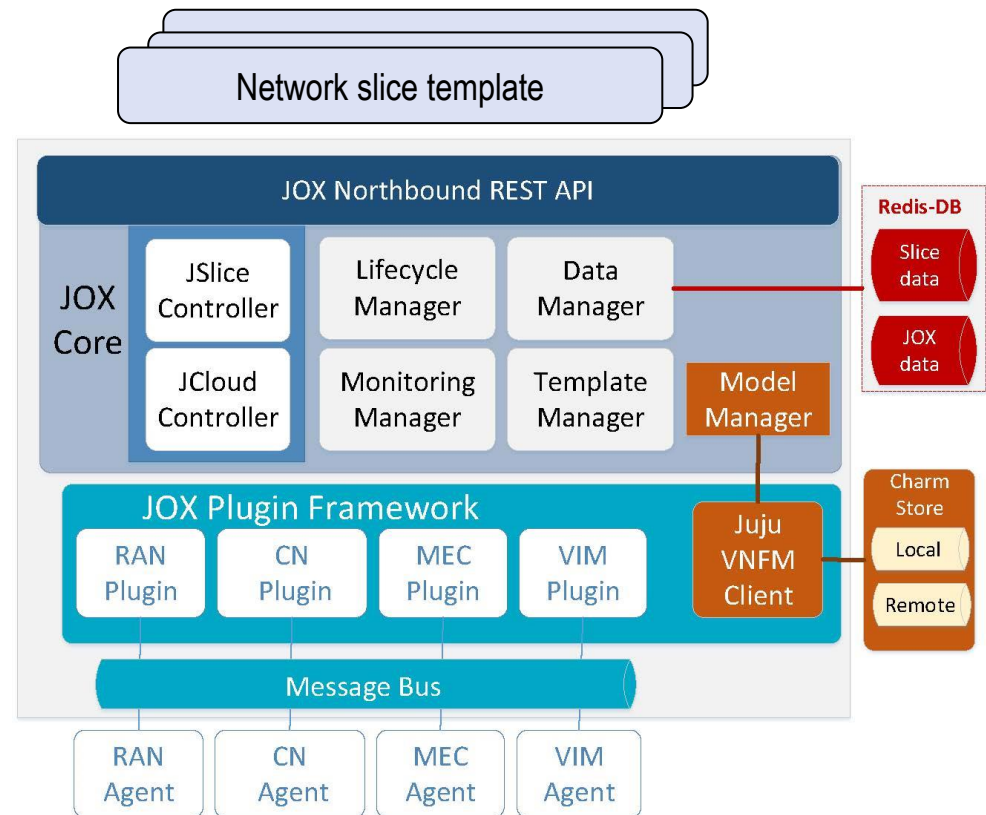 Network slice template
JOX Northbound REST API
JOX
Core
JSlice
Controller
Lifecycle
Manager
Data
Manager
JCloud
Controller
Monitoring
Manager
Template
Manager
Model
Manager
Redis-DB
Slice
data
JOX
data
JOX Plugin Framework
RAN
Plugin
CN
Plugin
MEC
Plugin
VIM
Plugin
Juju
VNFM
Client
Charm
Store
Local
Remote
Message Bus
RAN
Agent
CN
Agent
MEC
Agent
VIM
Agent